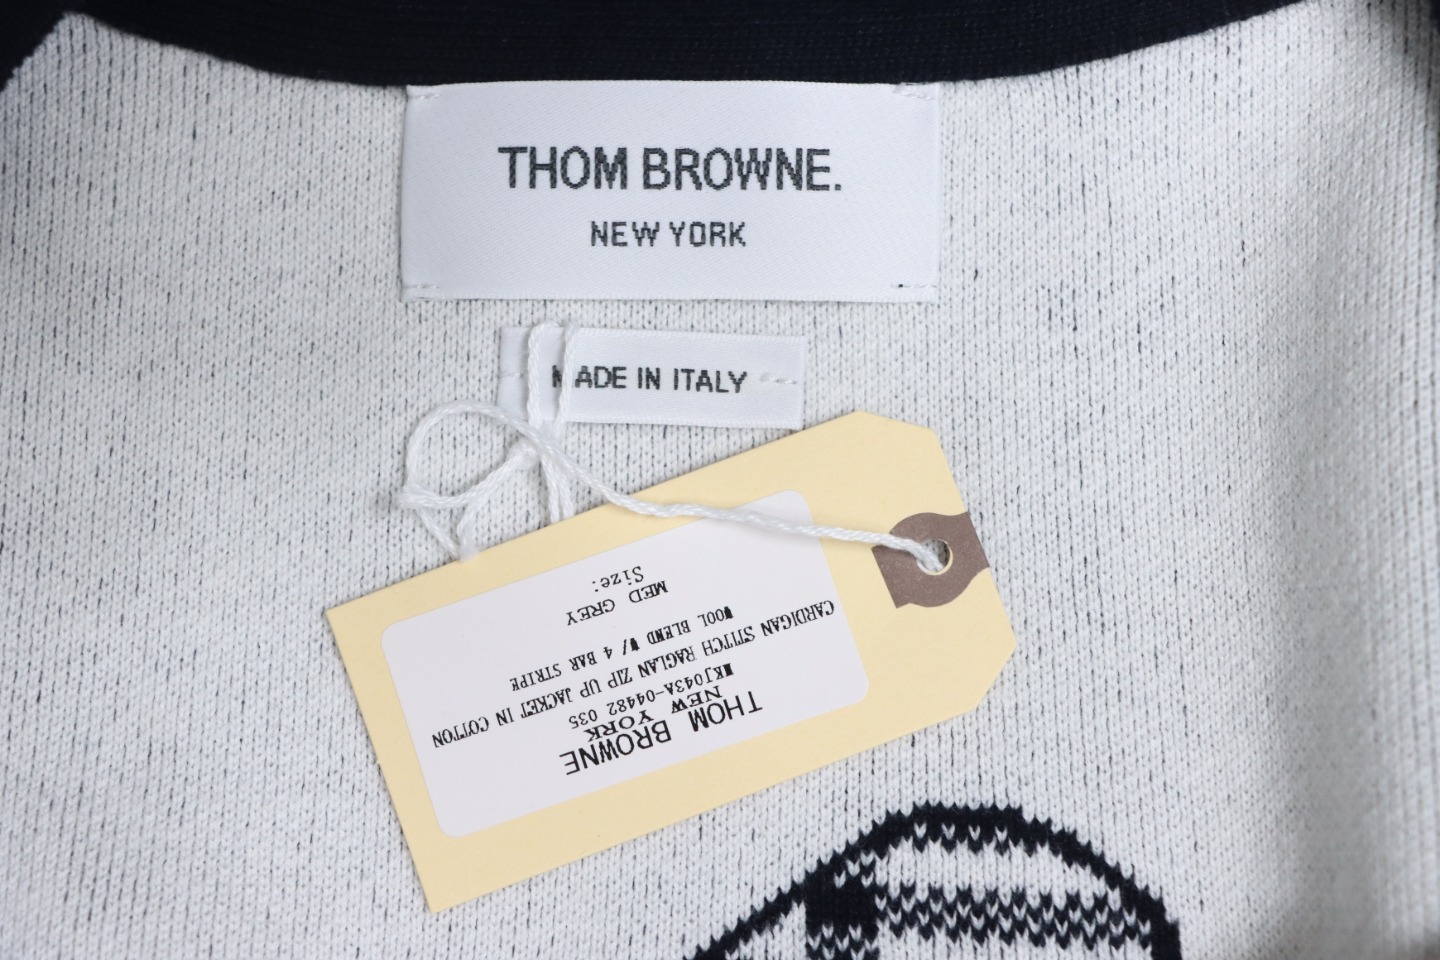 THOM BROWNE.
NEW YORK
MADE IN ITALY
THOM BROWNE
NEW YORK
WKJ043A-04482 035
CARDIGAN STITCH RAGLAN ZIP UP JACKET IN COTTON
WOOL BLEND W/ 4 BAR STRIPE
MED GREY
Size: